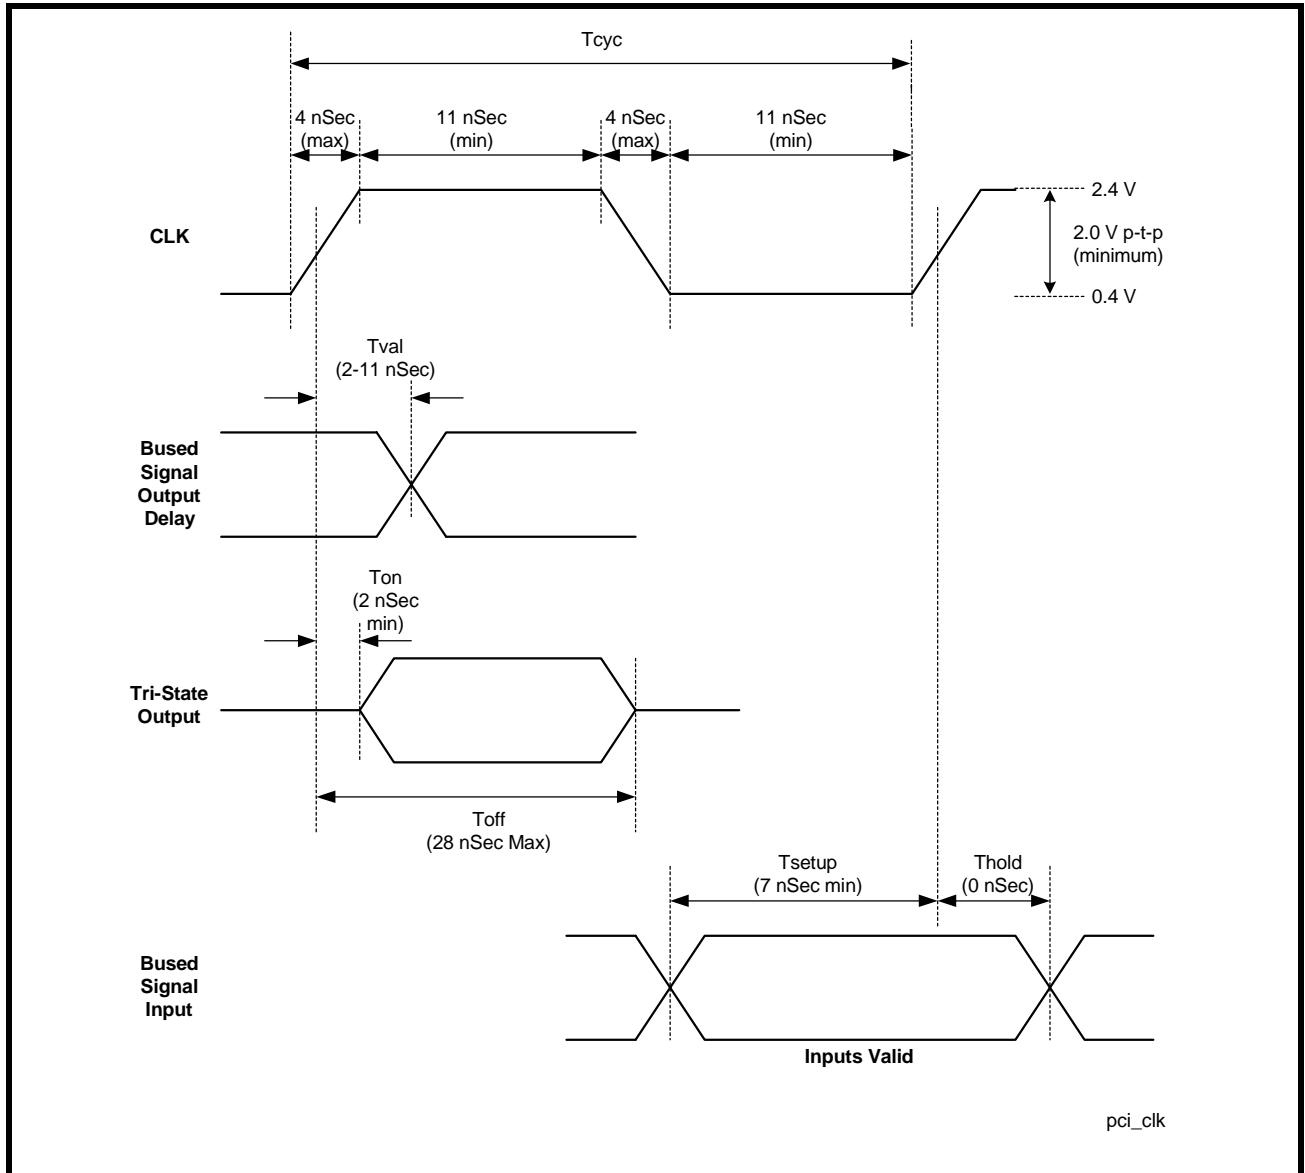 Tcyc
4 nSec
(max)
11 nSec
(min)
4 nSec
(max)
11 nSec
(min)
CLK
2.4 V
2.0 V p-t-p
(minimum)
0.4 V
Tval
(2-11 nSec)
Bused
Signal
Output
Delay
Ton
(2 nSec
min)
Tri-State
Output
Toff
(28 nSec Max)
Tsetup
(7 nSec min)
Thold
(0 nSec)
Bused
Signal
Input
Inputs Valid
pci_clk